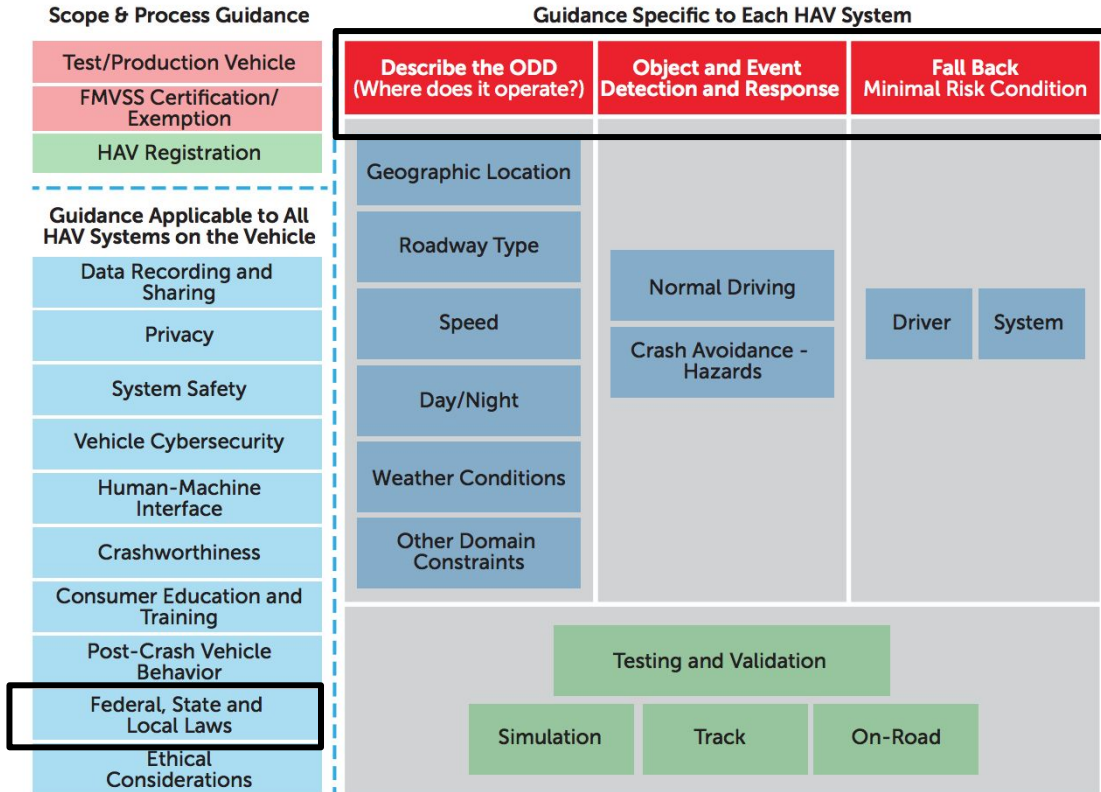 Scope & Process Guidance
Test/Production Vehicle
FMVSS Certification/
Exemption
HAV Registration
Guidance Applicable to All
HAV Systems on the Vehicle
Data Recording and
Sharing
Privacy
System Safety
Vehicle Cybersecurity
Human-Machine
Interface
Crashworthiness
Consumer Education and
Training
Post-Crash Vehicle
Behavior
Federal, State and
Local Laws
Ethical
Considerations
Guidance Specific to Each HAV System
Describe the ODD
(Where does it operate?)
Geographic Location
Roadway Type
Speed
Day/Night
Weather Conditions
Other Domain
Constraints
Object and Event
Detection and Response
Normal Driving
Crash Avoidance -
Hazards
Fall Back
Minimal Risk Condition
Driver
System
Testing and Validation
Simulation
Track
On-Road